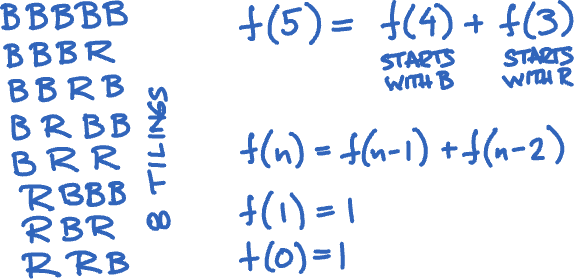 BBBBB
BBBR
BBRB
BRBB
BRR
RBBB
RBR
RRB
8 TILINGS
f(5) = f(4) + f(3)
STARTS WITH B
STARTS WITH R
f(n) = f(n-1) + f(n-2)
f(1) = 1
f(0) = 1